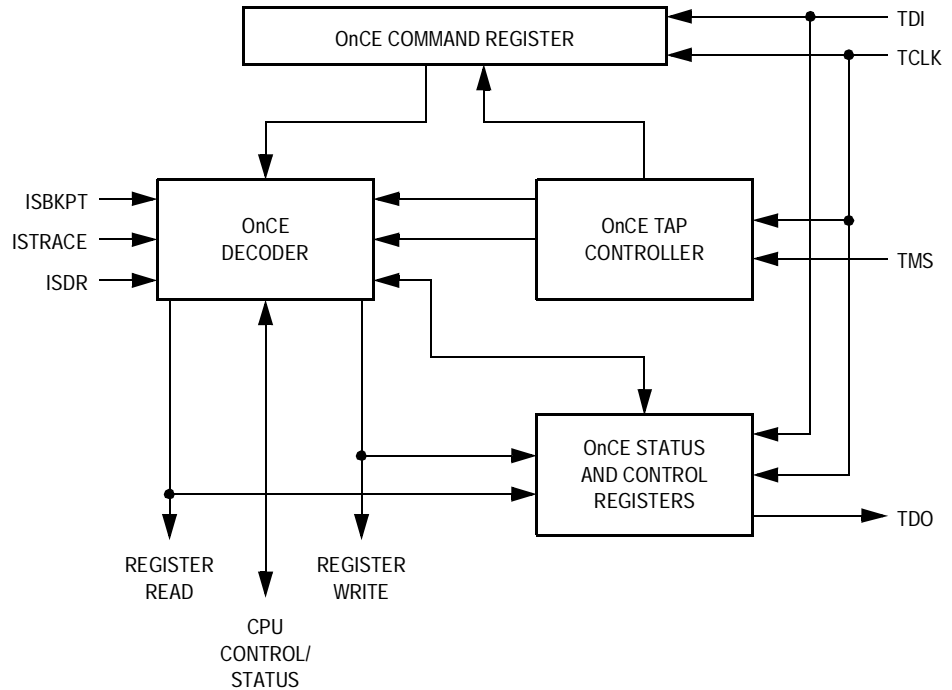 TDI
OnCE COMMAND REGISTER
TCLK
ISBKPT
ISTRACE
ISDR
OnCE
DECODER
OnCE TAP
CONTROLLER
TMS
OnCE STATUS
AND CONTROL
REGISTERS
TDO
REGISTER
READ
REGISTER
WRITE
CPU
CONTROL/
STATUS